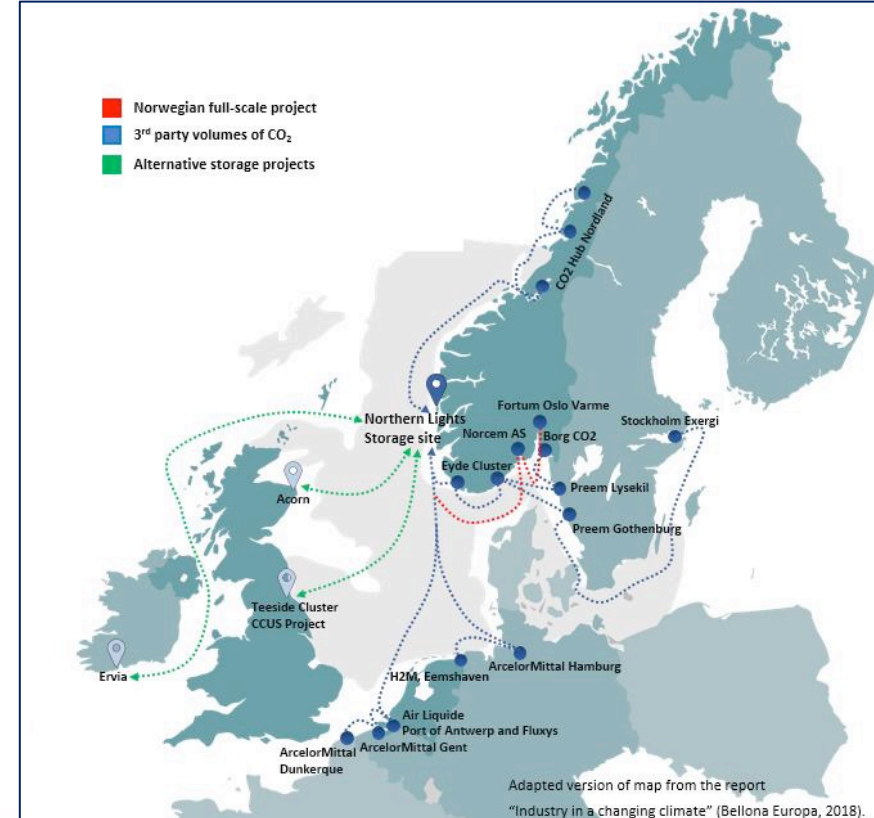 Norwegian full-scale project
3rd party volumes of CO2
Alternative storage projects
CO2 Hub Nordland
Northern Lights
Storage site
Fortum Oslo Varme
Norcem AS
Borg CO2
Stockholm Exergi
Eyde Cluster
Preem Lysekil
Preem Gothenburg
Acorn
Teeside Cluster
CCUS Project
Ervia
H2M, Eemshaven
ArcelorMittal Hamburg
Air Liquide
Port of Antwerp and Fluxys
ArcelorMittal Gent
ArcelorMittal
Dunkerque
Adapted version of map from the report
“Industry in a changing climate” (Bellona Europa, 2018).